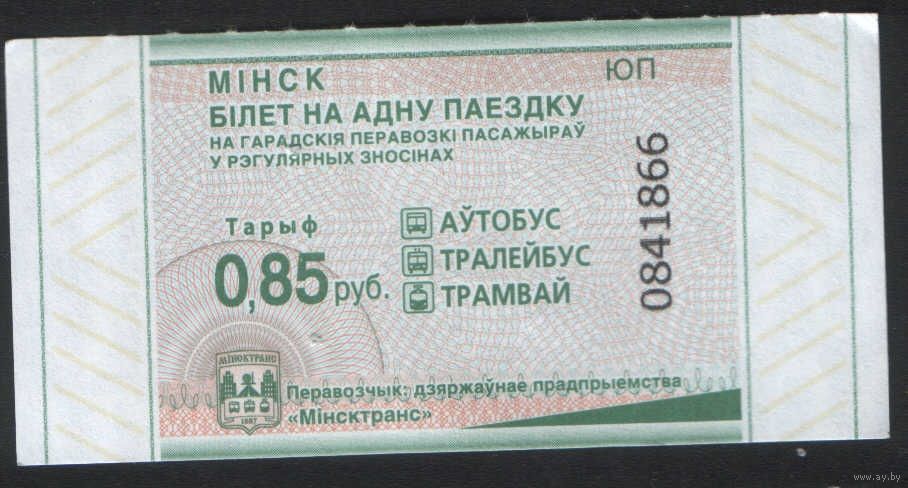 МІНСК
ЮП
БІЛЕТ НА АДНУ ПАЕЗДКУ
НА ГАРАДСКІЯ ПЕРАВОЗКІ ПАСАЖЫРАЎ
У РЭГУЛЯРНЫХ ЗНОСІНАХ
0841866
Тарыф
0,85 руб.
АЎТОБУС
ТРАЛЕЙБУС
ТРАМВАЙ
МІНСКТРАНС
1887
Перавозчык: дзяржаўнае прадпрыемства
«Мінсктранс»
www.ay.by